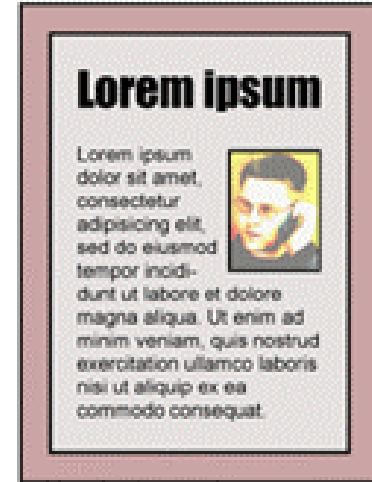 Lorem ipsum
Lorem ipsum
dolor sit amet,
consectetur
adipisicing elit,
sed do eiusmod
tempor incidi-
dunt ut labore et dolore
magna aliqua. Ut enim ad
minim veniam, quis nostrud
exercitation ullamco laboris
nisi ut aliquip ex ea
commodo consequat.